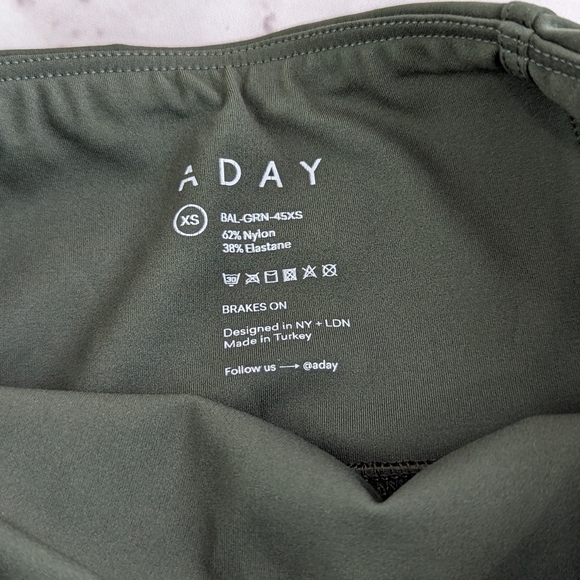 ADAY
XS
BAL-GRN-45XS
62% Nylon
38% Elastane
30
BRAKES ON
Designed in NY + LDN
Made in Turkey
Follow us → @aday